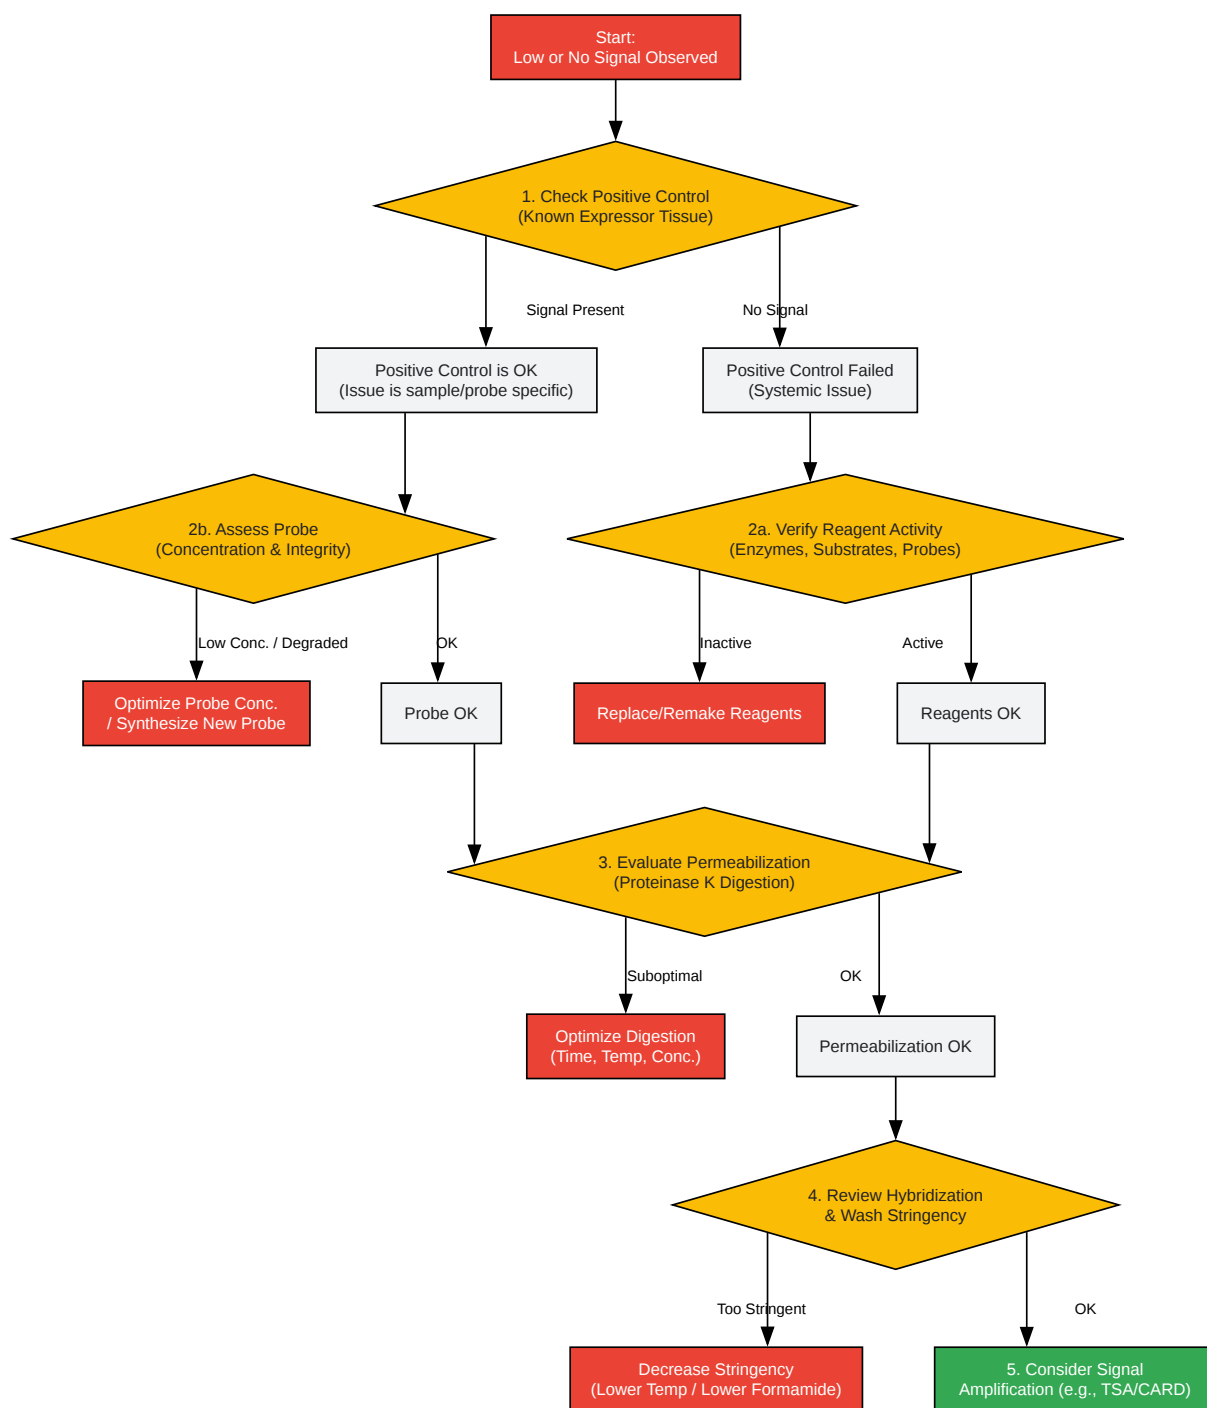 Start:
Low or No Signal Observed
1. Check Positive Control
(Known Expressor Tissue)
Signal Present
No Signal
Positive Control is OK
(Issue is sample/probe specific)
Positive Control Failed
(Systemic Issue)
2b. Assess Probe
(Concentration & Integrity)
2a. Verify Reagent Activity
(Enzymes, Substrates, Probes)
Low Conc. / Degraded
OK
Inactive
Active
Optimize Probe Conc.
/ Synthesize New Probe
Probe OK
Replace/Remake Reagents
Reagents OK
3. Evaluate Permeabilization
(Proteinase K Digestion)
Suboptimal
OK
Optimize Digestion
(Time, Temp, Conc.)
Permeabilization OK
4. Review Hybridization
& Wash Stringency
Too Stringent
OK
Decrease Stringency
(Lower Temp / Lower Formamide)
5. Consider Signal
Amplification (e.g., TSA/CARD)